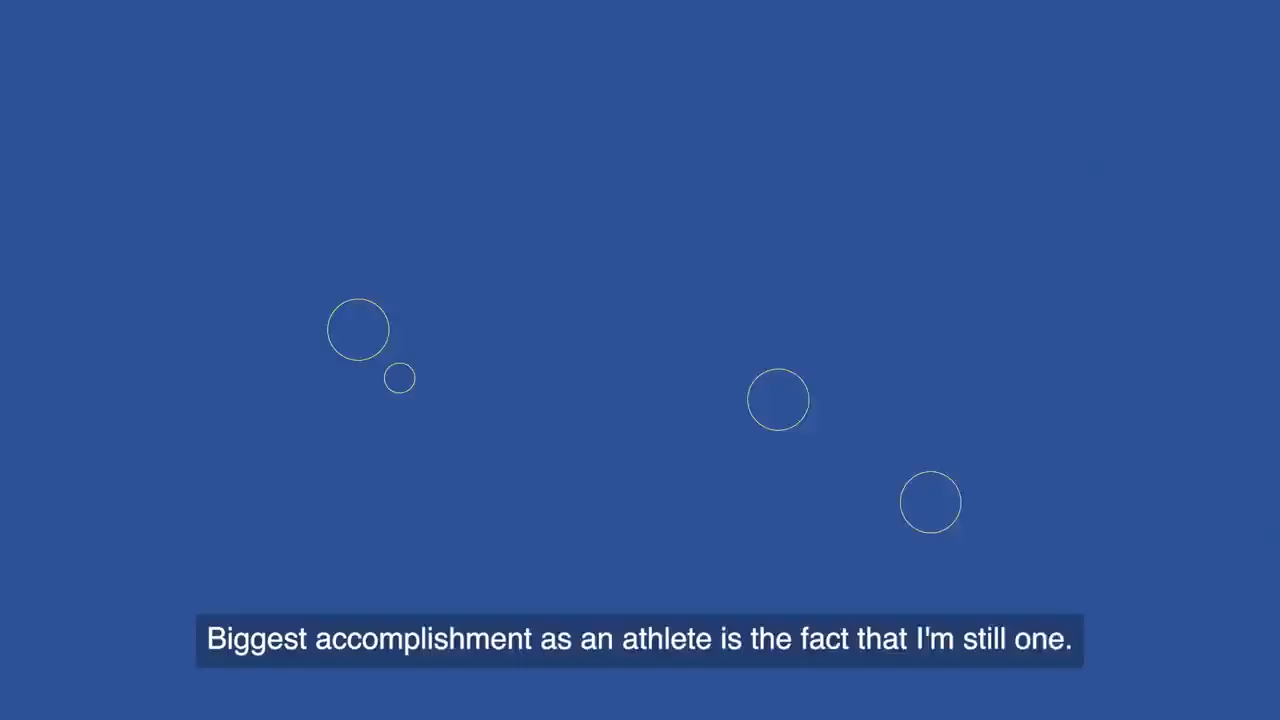 Biggest accomplishment as an athlete is the fact that I'm still one.